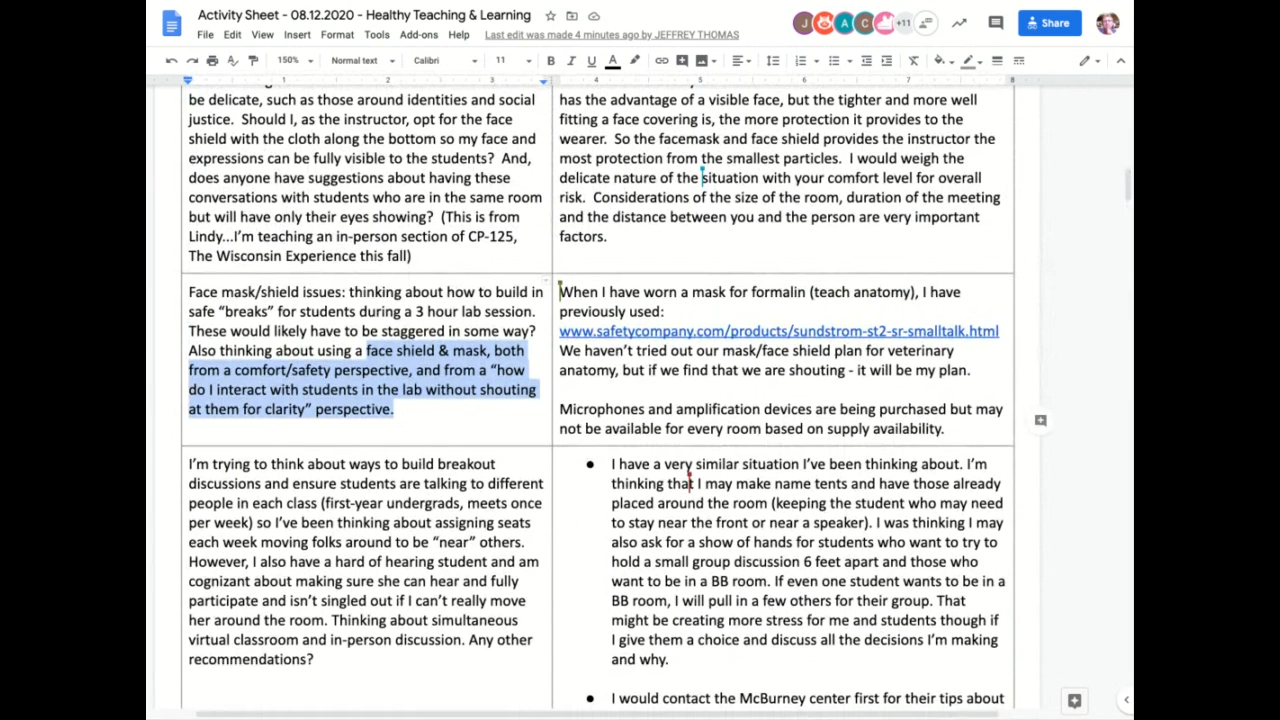 Activity Sheet - 08.12.2020 - Healthy Teaching & Learning
File Edit View Insert Format Tools Add-ons Help Last edit was made 4 minutes ago by JEFFREY THOMAS
J A C +11 Share
150% Normal text Calibri 11 B I U A
1 2 3 4 5 6 7 8
be delicate, such as those around identities and social
justice. Should I, as the instructor, opt for the face
shield with the cloth along the bottom so my face and
expressions can be fully visible to the students? And,
does anyone have suggestions about having these
conversations with students who are in the same room
but will have only their eyes showing? (This is from
Lindy...I'm teaching an in-person section of CP-125,
The Wisconsin Experience this fall)
has the advantage of a visible face, but the tighter and more well
fitting a face covering is, the more protection it provides to the
wearer. So the facemask and face shield provides the instructor the
most protection from the smallest particles. I would weigh the
delicate nature of the situation with your comfort level for overall
risk. Considerations of the size of the room, duration of the meeting
and the distance between you and the person are very important
factors.
Face mask/shield issues: thinking about how to build in
safe "breaks" for students during a 3 hour lab session.
These would likely have to be staggered in some way?
Also thinking about using a face shield & mask, both
from a comfort/safety perspective, and from a "how
do I interact with students in the lab without shouting
at them for clarity" perspective.
When I have worn a mask for formalin (teach anatomy), I have
previously used:
www.safetycompany.com/products/sundstrom-st2-sr-smalltalk.html
We haven't tried out our mask/face shield plan for veterinary
anatomy, but if we find that we are shouting - it will be my plan.
Microphones and amplification devices are being purchased but may
not be available for every room based on supply availability.
I'm trying to think about ways to build breakout
discussions and ensure students are talking to different
people in each class (first-year undergrads, meets once
per week) so I've been thinking about assigning seats
each week moving folks around to be "near" others.
However, I also have a hard of hearing student and am
cognizant about making sure she can hear and fully
participate and isn't singled out if I can't really move
her around the room. Thinking about simultaneous
virtual classroom and in-person discussion. Any other
recommendations?
● I have a very similar situation I've been thinking about. I'm
thinking that I may make name tents and have those already
placed around the room (keeping the student who may need
to stay near the front or near a speaker). I was thinking I may
also ask for a show of hands for students who want to try to
hold a small group discussion 6 feet apart and those who
want to be in a BB room. If even one student wants to be in a
BB room, I will pull in a few others for their group. That
might be creating more stress for me and students though if
I give them a choice and discuss all the decisions I'm making
and why.
● I would contact the McBurney center first for their tips about